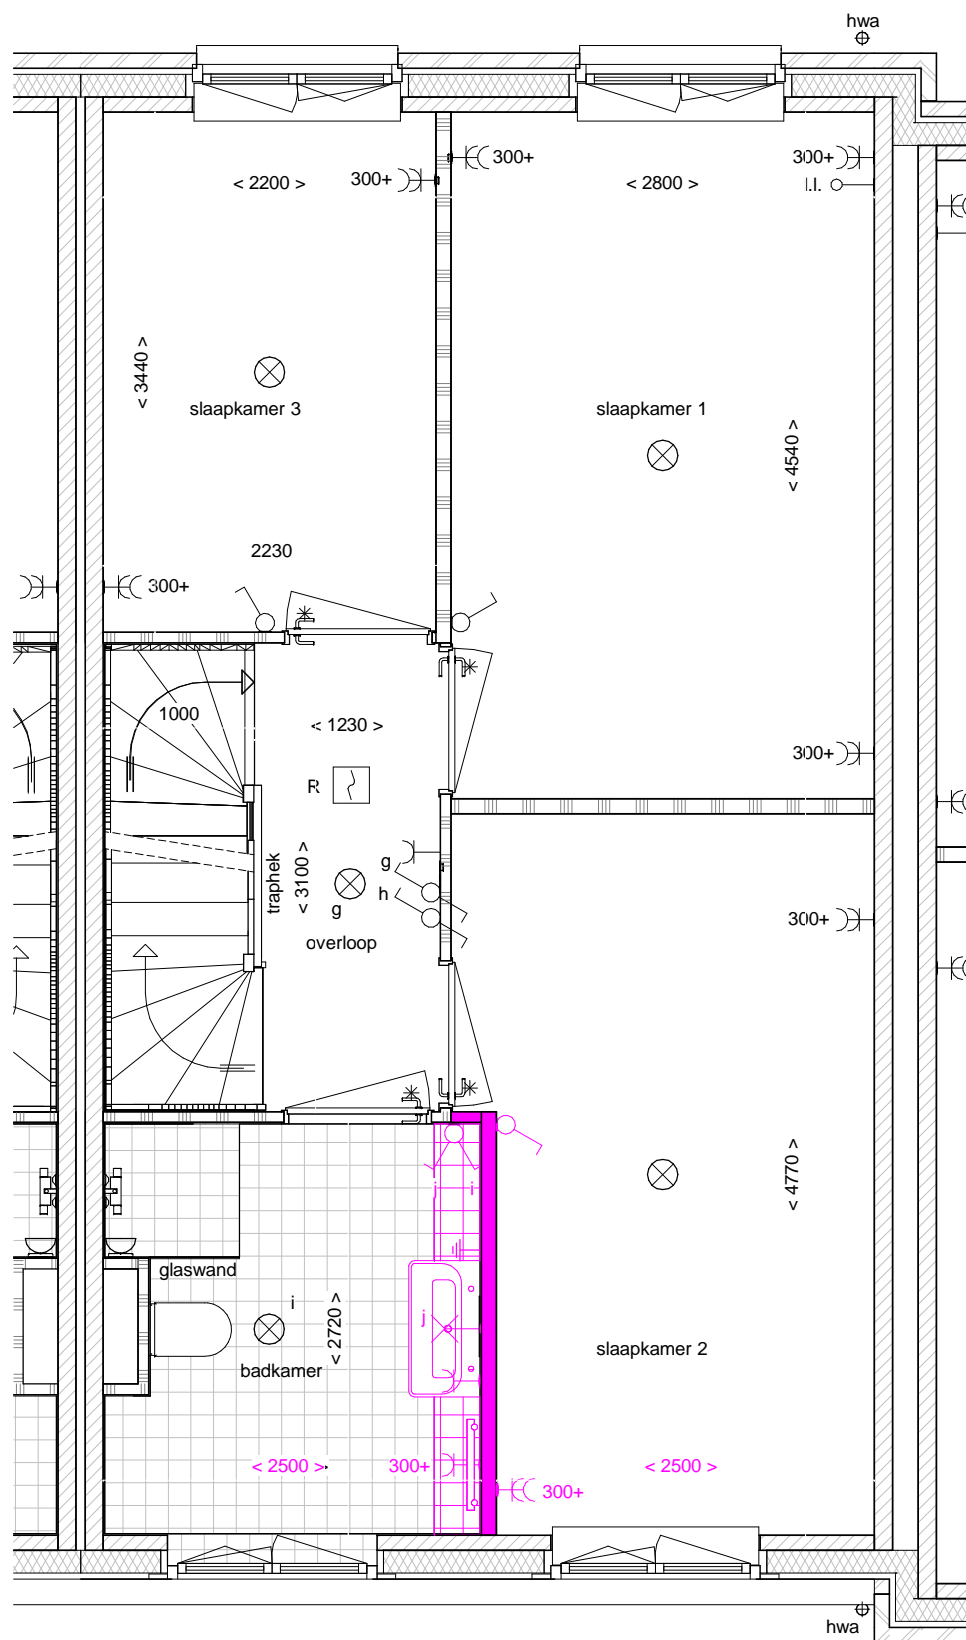 hwa
300+
300+
< 2200 >
300+
< 2800 >
l.l.
< 3440 >
slaapkamer 3
slaapkamer 1
< 4540 >
2230
300+
1000
< 1230 >
300+
R
traphek
< 3100 >
g
g
h
300+
overloop
< 4770 >
j
i
glaswand
i
< 2720 >
j
badkamer
slaapkamer 2
< 2500 >
300+
< 2500 >
300+
hwa